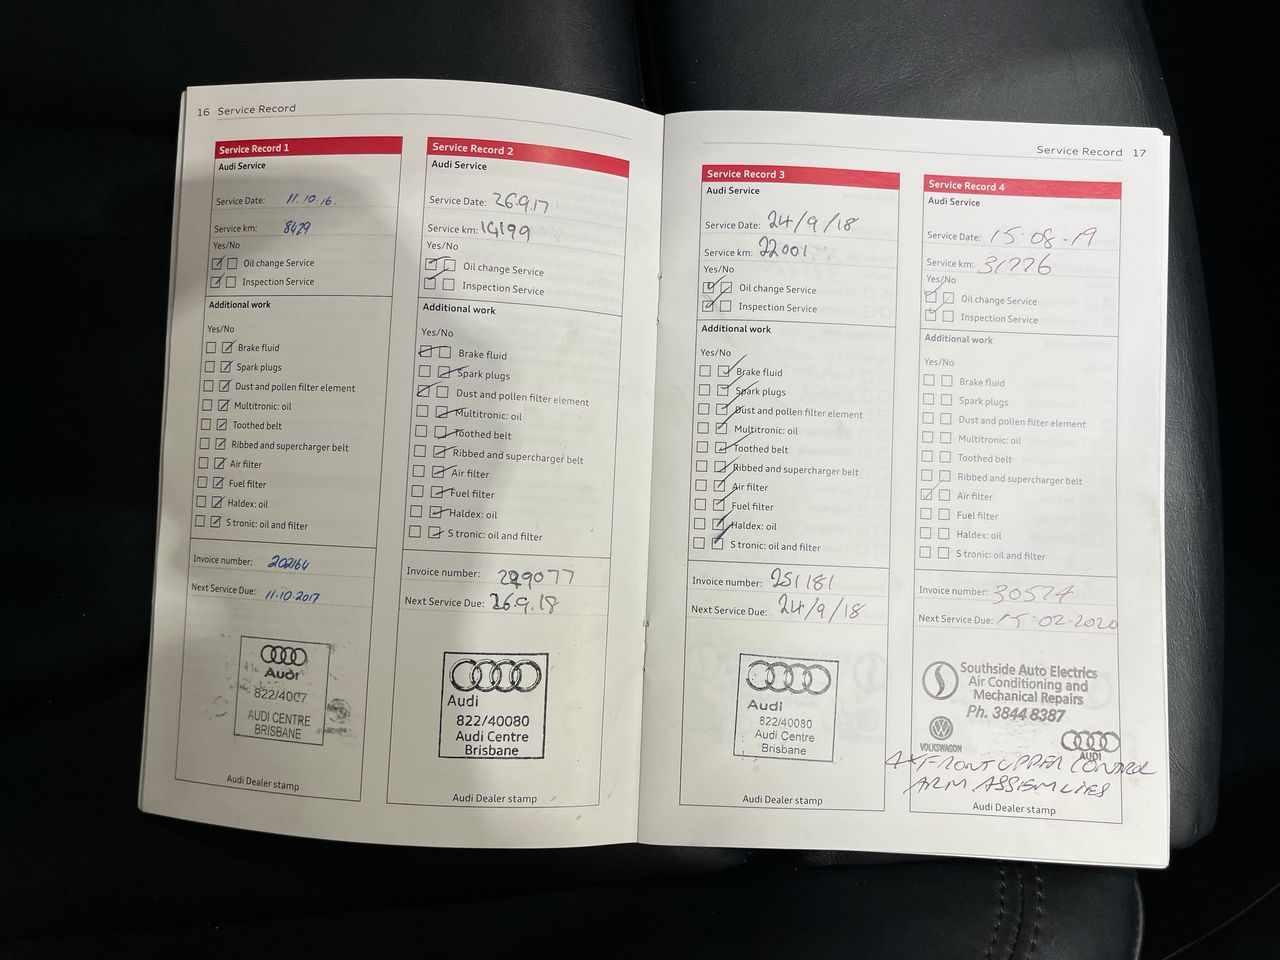 16 Service Record
Service Record 1
Audi Service
Service Date: 11.10.16.
Service km: 8429
Yes/No
Oil change Service
Inspection Service
Additional work
Yes/No
Brake fluid
Spark plugs
Dust and pollen filter element
Multitronic: oil
Toothed belt
Ribbed and supercharger belt
Air filter
Fuel filter
Haldex: oil
S tronic: oil and filter
Invoice number: 202164
Next Service Due: 11.10.2017
Audi
822/4007
AUDI CENTRE
BRISBANE
Audi Dealer stamp
Service Record 2
Audi Service
Service Date: 26.9.17
Service km: 14199
Yes/No
Oil change Service
Inspection Service
Additional work
Yes/No
Brake fluid
Spark plugs
Dust and pollen filter element
Multitronic: oil
Toothed belt
Ribbed and supercharger belt
Air filter
Fuel filter
Haldex: oil
S tronic: oil and filter
Invoice number: 229077
Next Service Due: 26.9.18
Audi
822/40080
Audi Centre
Brisbane
Audi Dealer stamp
Service Record 17
Service Record 3
Audi Service
Service Date: 24/9/18
Service km: 22001
Yes/No
Oil change Service
Inspection Service
Additional work
Yes/No
Brake fluid
Spark plugs
Dust and pollen filter element
Multitronic: oil
Toothed belt
Ribbed and supercharger belt
Air filter
Fuel filter
Haldex: oil
S tronic: oil and filter
Invoice number: 251181
Next Service Due: 24/9/18
Audi
822/40080
Audi Centre
Brisbane
Audi Dealer stamp
Service Record 4
Audi Service
Service Date: 15-08-19
Service km: 31776
Yes/No
Oil change Service
Inspection Service
Additional work
Yes/No
Brake fluid
Spark plugs
Dust and pollen filter element
Multitronic: oil
Toothed belt
Ribbed and supercharger belt
Air filter
Fuel filter
Haldex: oil
S tronic: oil and filter
Invoice number: 30574
Next Service Due: 15-02-2020
Southside Auto Electrics
Air Conditioning and
Mechanical Repairs
Ph. 3844 8387
VOLKSWAGON
AUDI
4x FRONT UPPER CONTROL
ARM ASSEMBLIES
Audi Dealer stamp